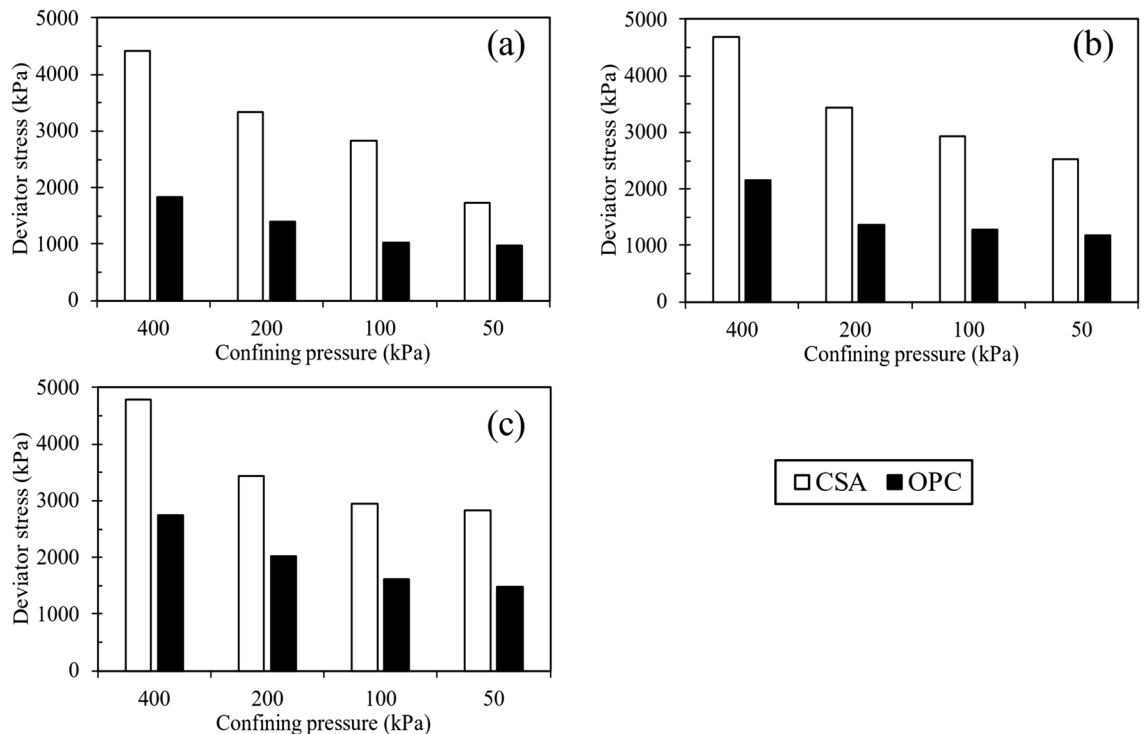 (a)
Deviator stress (kPa)
5000
4000
3000
2000
1000
0
400 200 100 50
Confining pressure (kPa)
(b)
Deviator stress (kPa)
5000
4000
3000
2000
1000
0
400 200 100 50
Confining pressure (kPa)
(c)
Deviator stress (kPa)
5000
4000
3000
2000
1000
0
400 200 100 50
Confining pressure (kPa)
CSA OPC